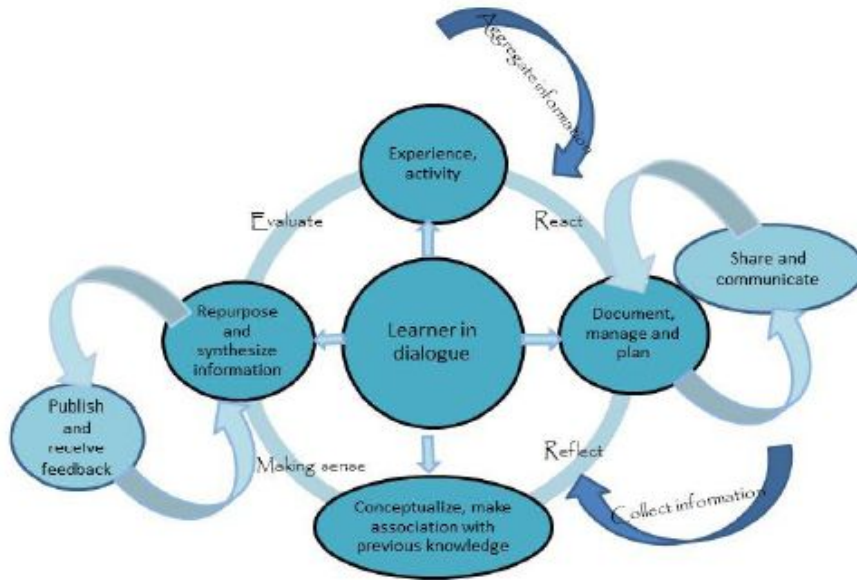 Aggregate information
Experience,
activity
Evaluate
React
Share and
communicate
Repurpose
and
synthesize
information
Learner in
dialogue
Document,
manage and
plan
Publish
and
receive
feedback
Making sense
Reflect
Collect information
Conceptualize, make
association with
previous knowledge